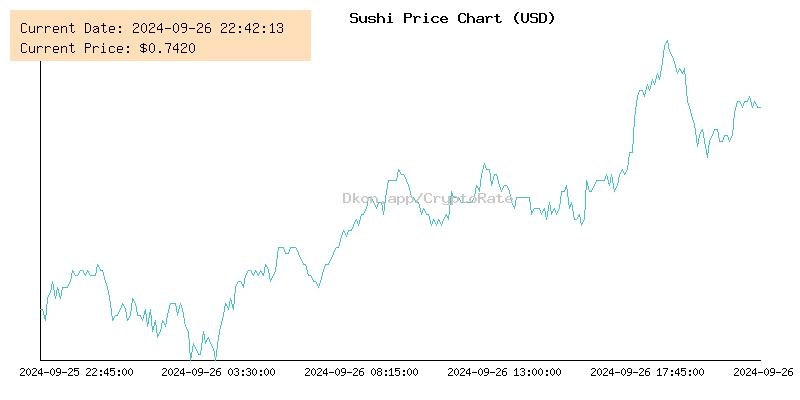 Sushi Price Chart (USD)
Current Date: 2024-09-26 22:42:13
Current Price: $0.7420
Dkon.app/CryptoRate
2024-09-25 22:45:00 2024-09-26 03:30:00 2024-09-26 08:15:00 2024-09-26 13:00:00 2024-09-26 17:45:00 2024-09-26